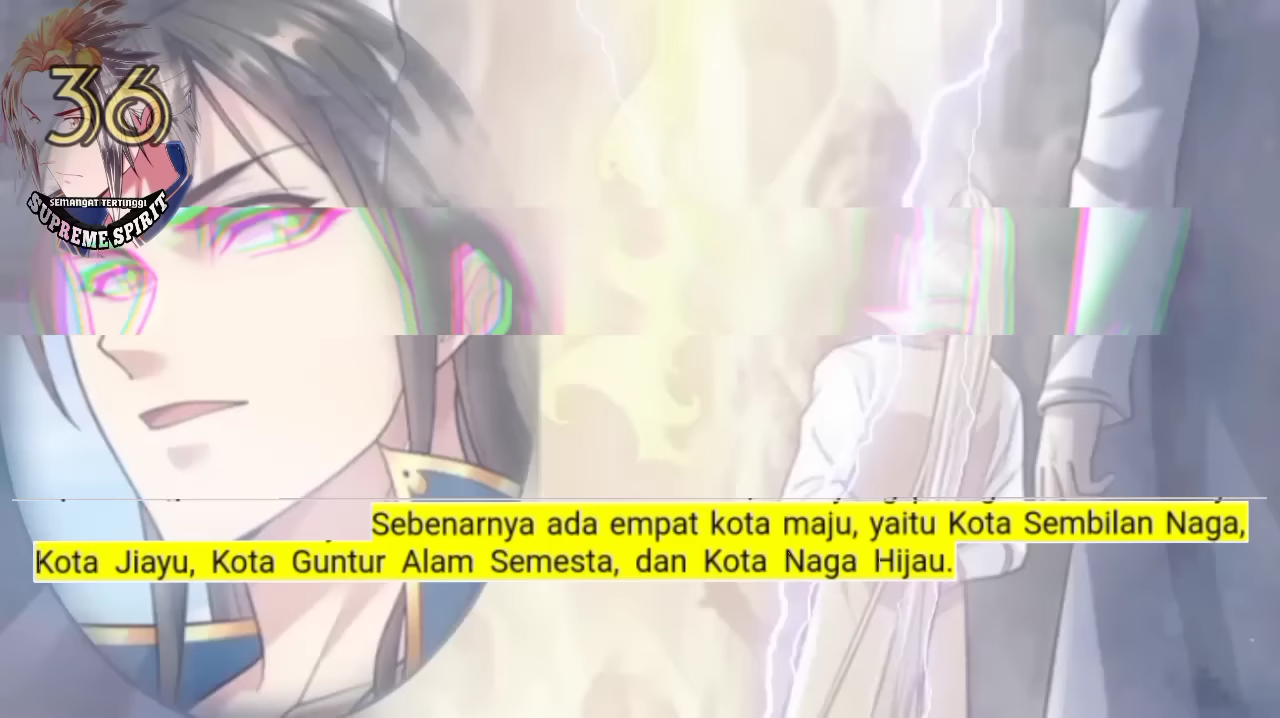 36
SEMANGAT TERTINGGI
SUPREME SPIRIT
Sebenarnya ada empat kota maju, yaitu Kota Sembilan Naga,
Kota Jiayu, Kota Guntur Alam Semesta, dan Kota Naga Hijau.